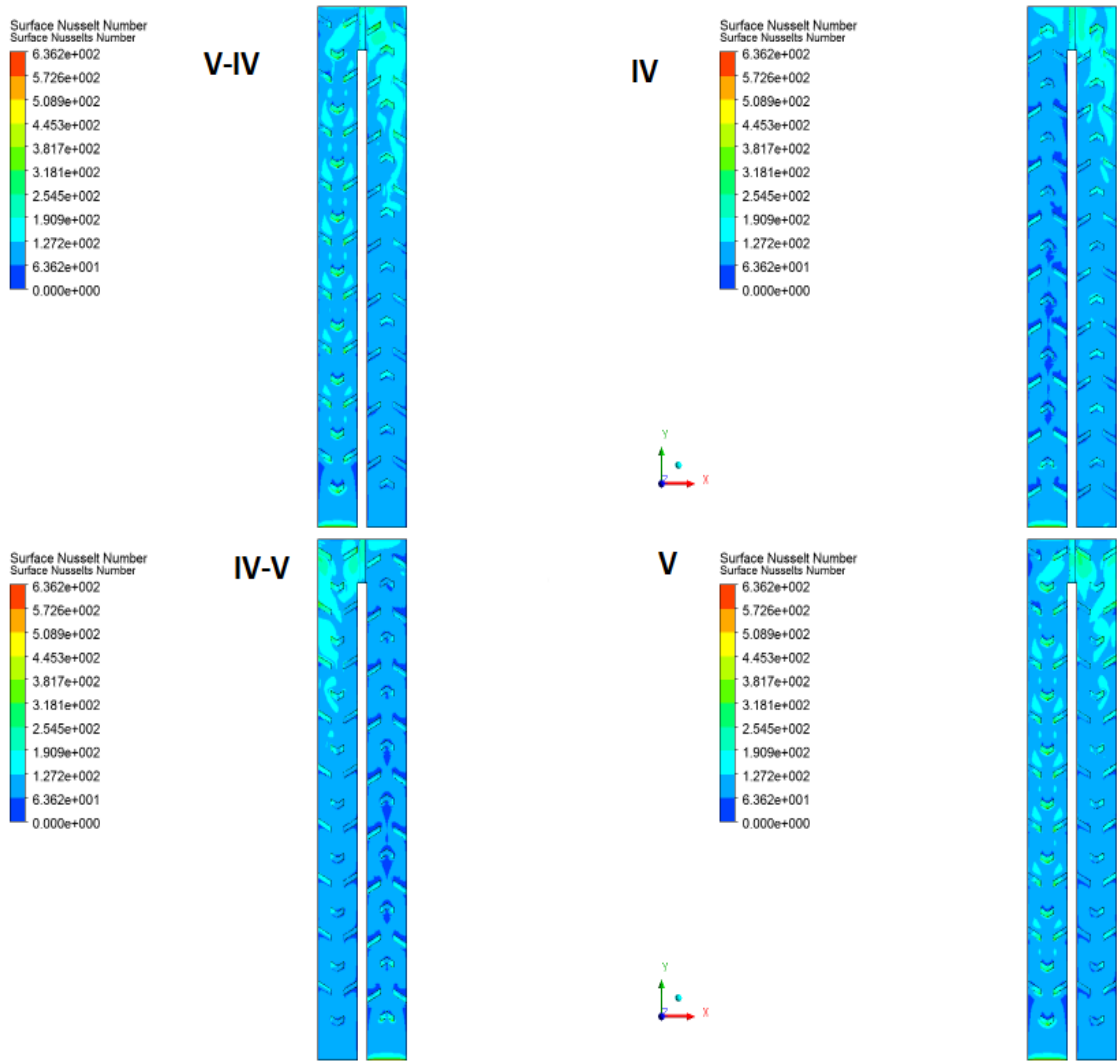 Surface Nusselt Number
Surface Nusselts Number
6.362e+002
5.726e+002
5.089e+002
4.453e+002
3.817e+002
3.181e+002
2.545e+002
1.909e+002
1.272e+002
6.362e+001
0.000e+000
V-IV
IV
Surface Nusselt Number
Surface Nusselts Number
6.362e+002
5.726e+002
5.089e+002
4.453e+002
3.817e+002
3.181e+002
2.545e+002
1.909e+002
1.272e+002
6.362e+001
0.000e+000
Y
Z
X
Surface Nusselt Number
Surface Nusselts Number
6.362e+002
5.726e+002
5.089e+002
4.453e+002
3.817e+002
3.181e+002
2.545e+002
1.909e+002
1.272e+002
6.362e+001
0.000e+000
IV-V
V
Surface Nusselt Number
Surface Nusselts Number
6.362e+002
5.726e+002
5.089e+002
4.453e+002
3.817e+002
3.181e+002
2.545e+002
1.909e+002
1.272e+002
6.362e+001
0.000e+000
Y
Z
X